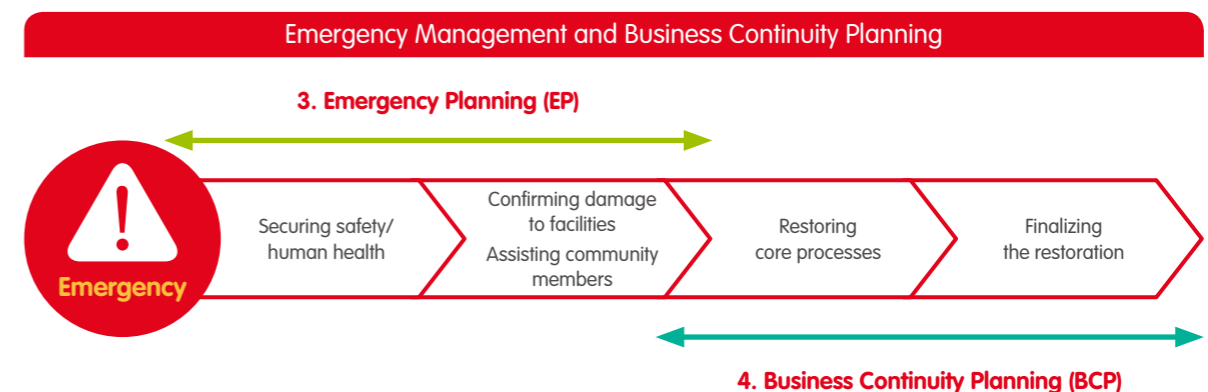 Emergency Management and Business Continuity Planning
3. Emergency Planning (EP)
Emergency
Securing safety/
human health
Confirming damage
to facilities
Assisting community
members
Restoring
core processes
Finalizing
the restoration
4. Business Continuity Planning (BCP)